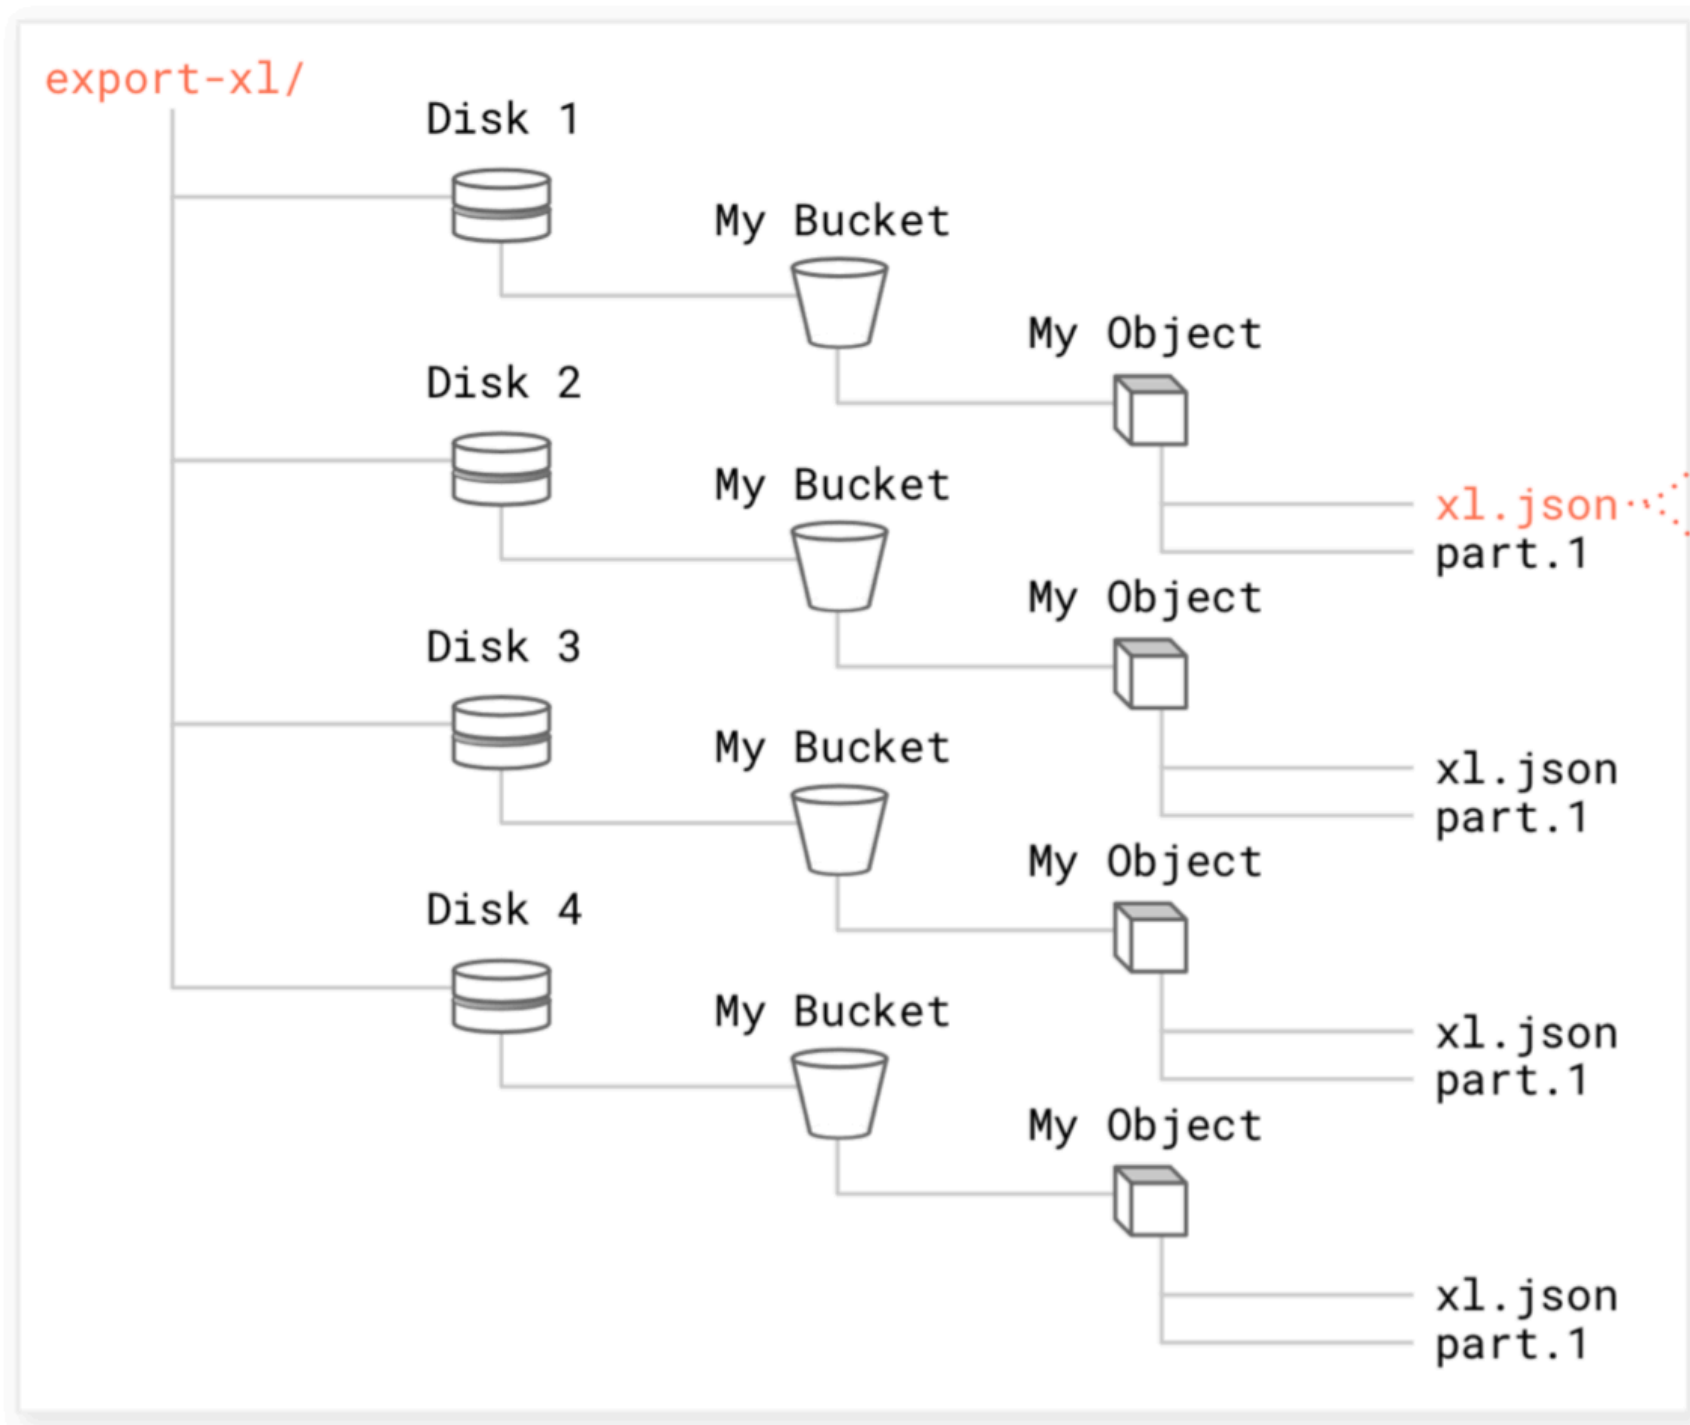 export-xl/
Disk 1
My Bucket
My Object
xl.json
part.1
Disk 2
My Bucket
My Object
xl.json
part.1
Disk 3
My Bucket
My Object
xl.json
part.1
Disk 4
My Bucket
My Object
xl.json
part.1